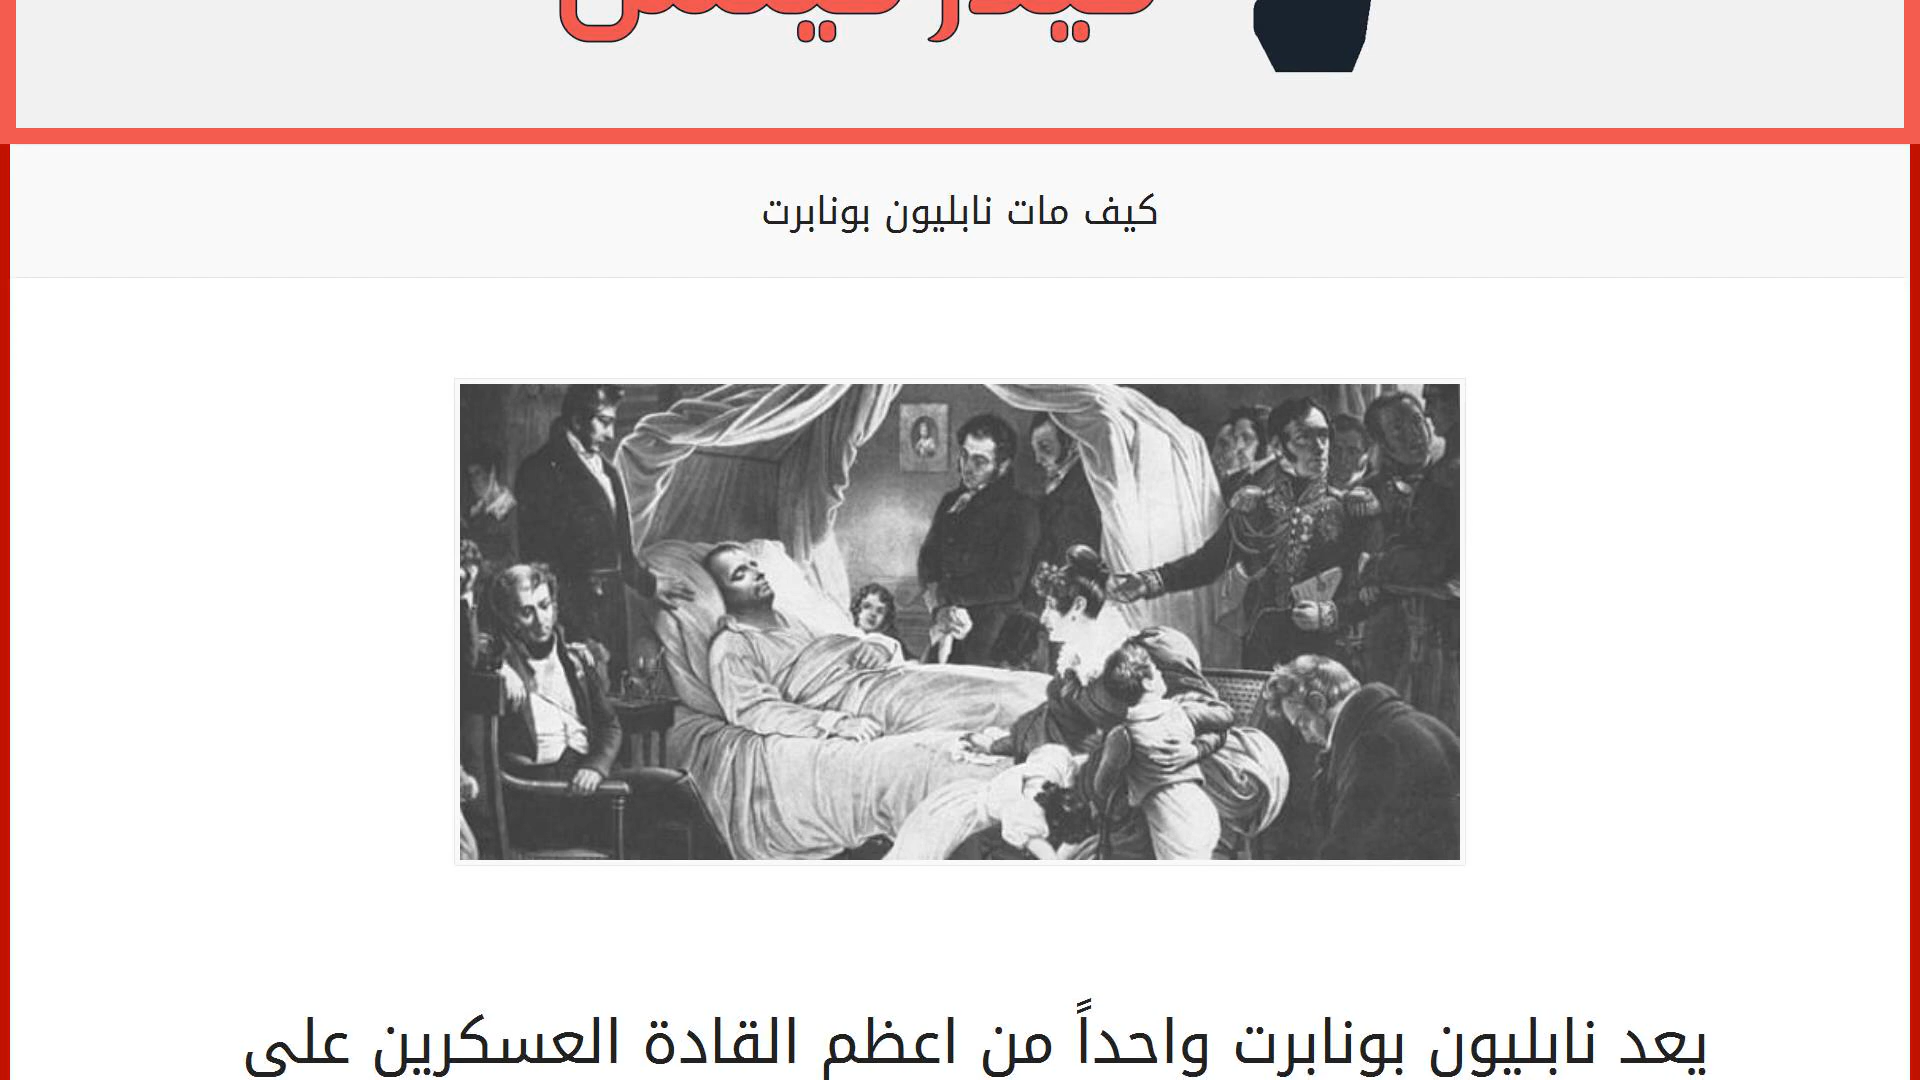 كيف مات نابليون بونابرت
يعد نابليون بونابرت واحداً من اعظم القادة العسكرين على